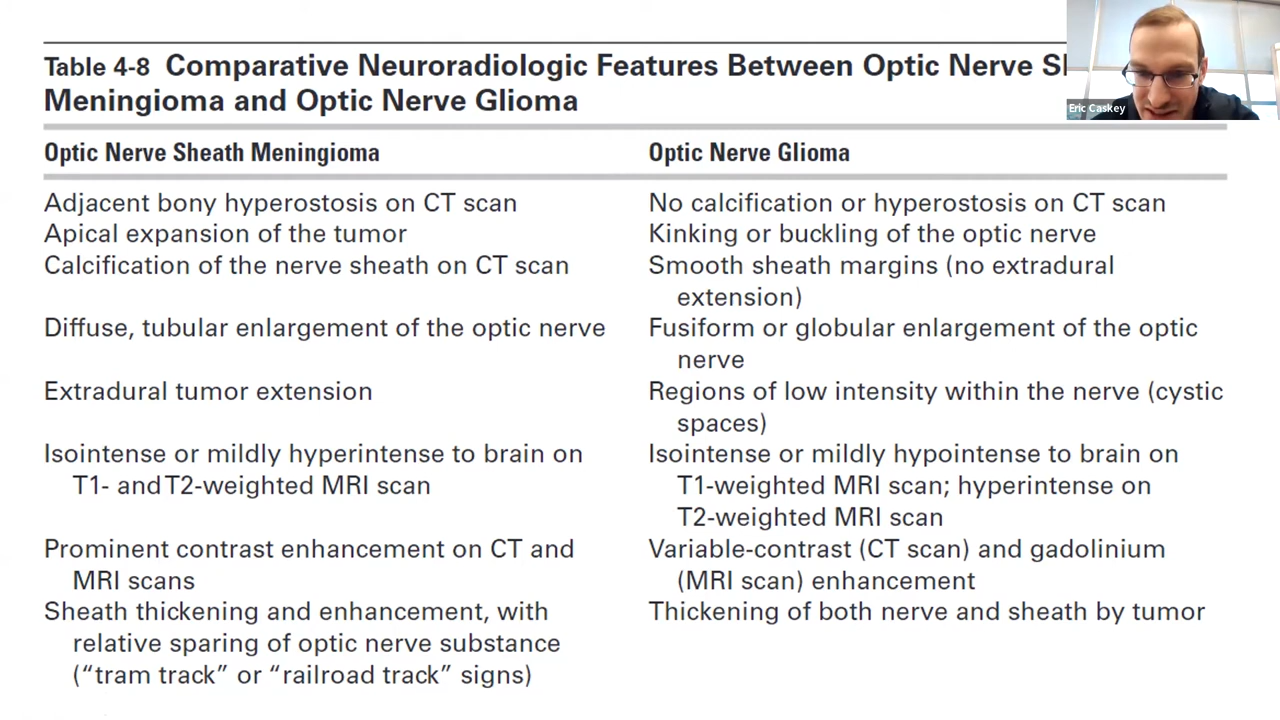 Table 4-8 Comparative Neuroradiologic Features Between Optic Nerve
Meningioma and Optic Nerve Glioma
Eric Caskey
Optic Nerve Sheath Meningioma
Optic Nerve Glioma
Adjacent bony hyperostosis on CT scan
No calcification or hyperostosis on CT scan
Apical expansion of the tumor
Kinking or buckling of the optic nerve
Calcification of the nerve sheath on CT scan
Smooth sheath margins (no extradural
extension)
Diffuse, tubular enlargement of the optic nerve
Fusiform or globular enlargement of the optic
nerve
Extradural tumor extension
Regions of low intensity within the nerve (cystic
spaces)
Isointense or mildly hyperintense to brain on
T1- and T2-weighted MRI scan
Isointense or mildly hypointense to brain on
T1-weighted MRI scan; hyperintense on
T2-weighted MRI scan
Prominent contrast enhancement on CT and
MRI scans
Variable-contrast (CT scan) and gadolinium
(MRI scan) enhancement
Sheath thickening and enhancement, with
relative sparing of optic nerve substance
(“tram track” or “railroad track” signs)
Thickening of both nerve and sheath by tumor